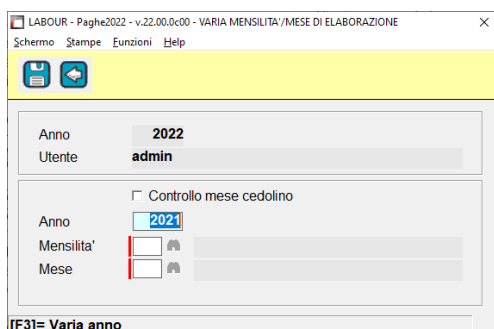 LABOUR - Paghe2022 - v.22.00.0c00 - VARIA MENSILITA'/MESE DI ELABORAZIONE
Schermo Stampe Funzioni Help
Anno 2022
Utente admin
Controllo mese cedolino
Anno 2021
Mensilita'
Mese
[F3]= Varia anno